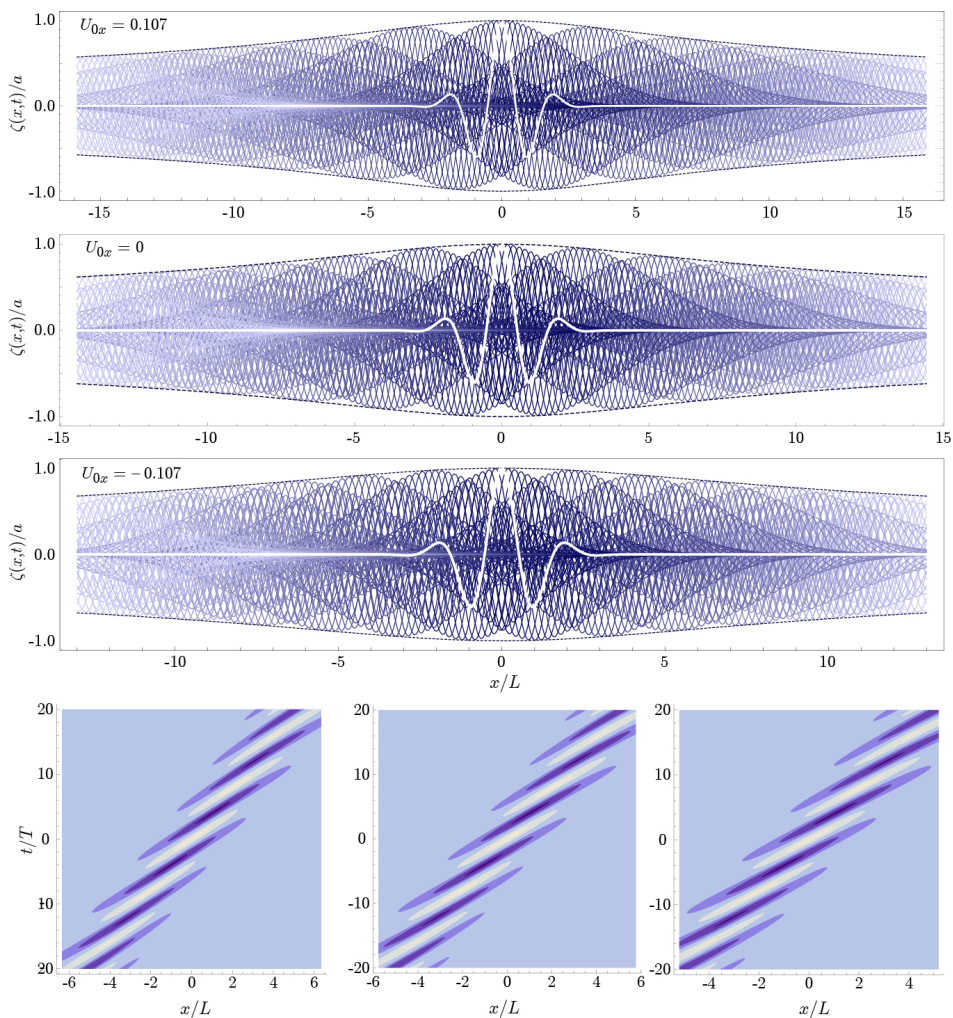 U₀ₓ = 0.107
1.0
0.0
-1.0
ζ(x,t)/a
-15 -10 -5 0 5 10 15
U₀ₓ = 0
1.0
0.0
-1.0
ζ(x,t)/a
-15 -10 -5 0 5 10 15
U₀ₓ = – 0.107
1.0
0.0
-1.0
ζ(x,t)/a
-10 -5 0 5 10
x/L
20 20 20
10 10 10
0 0 0
-10 -10 -10
-20 -20 -20
t/T
-6 -4 -2 0 2 4 6 -6 -4 -2 0 2 4 -4 -2 0 2 4
x/L x/L x/L